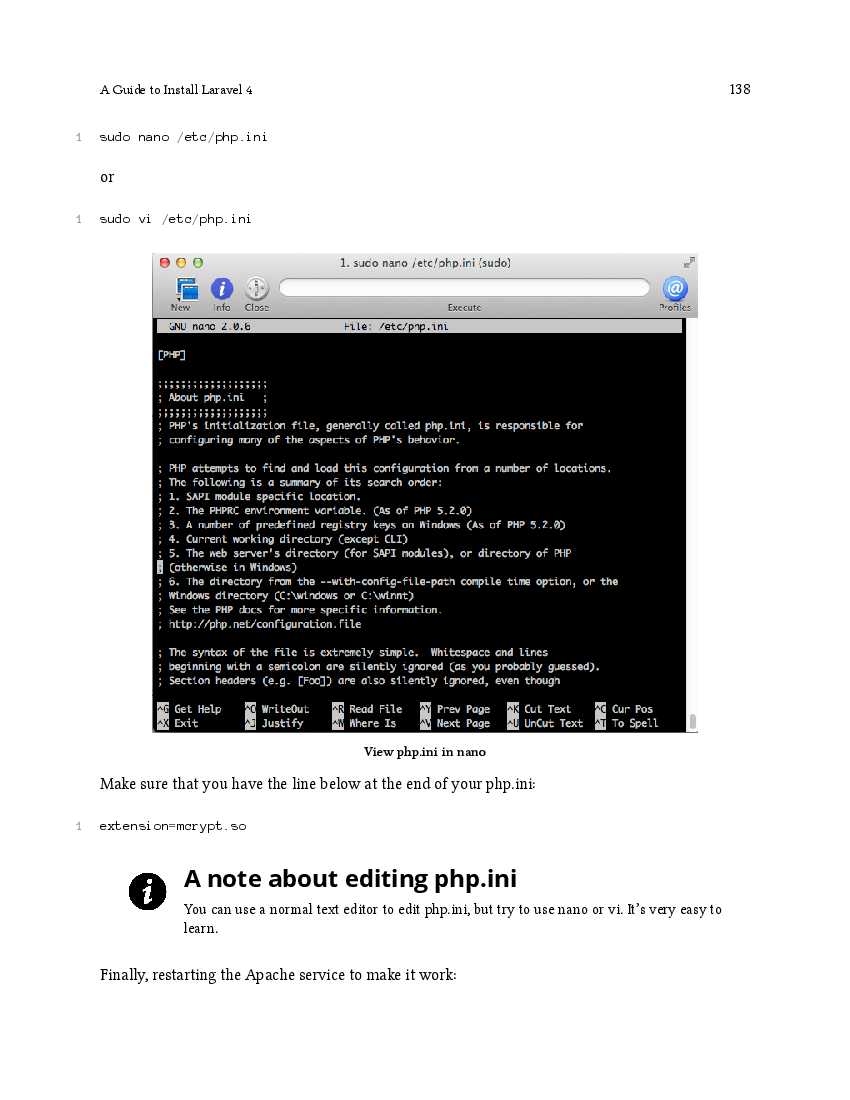 A Guide to Install Laravel 4 138
1 sudo nano /etc/php.ini
or
1 sudo vi /etc/php.ini
1. sudo nano /etc/php.ini (sudo)
New Info Close Execute Profiles
GNU nano 2.0.6 File: /etc/php.ini
[PHP]
;;;;;;;;;;;;;;;;;;;
; About php.ini   ;
;;;;;;;;;;;;;;;;;;;
; PHP's initialization file, generally called php.ini, is responsible for
; configuring many of the aspects of PHP's behavior.
; PHP attempts to find and load this configuration from a number of locations.
; The following is a summary of its search order:
; 1. SAPI module specific location.
; 2. The PHPRC environment variable. (As of PHP 5.2.0)
; 3. A number of predefined registry keys on Windows (As of PHP 5.2.0)
; 4. Current working directory (except CLI)
; 5. The web server's directory (for SAPI modules), or directory of PHP
; (otherwise in Windows)
; 6. The directory from the --with-config-file-path compile time option, or the
; Windows directory (C:\windows or C:\winnt)
; See the PHP docs for more specific information.
; http://php.net/configuration.file
; The syntax of the file is extremely simple.  Whitespace and lines
; beginning with a semicolon are silently ignored (as you probably guessed).
; Section headers (e.g. [Foo]) are also silently ignored, even though
^G Get Help ^O WriteOut ^R Read File ^Y Prev Page ^K Cut Text ^C Cur Pos
^X Exit ^J Justify ^W Where Is ^V Next Page ^U UnCut Text ^T To Spell
View php.ini in nano
Make sure that you have the line below at the end of your php.ini:
1 extension=mcrypt.so
A note about editing php.ini
You can use a normal text editor to edit php.ini, but try to use nano or vi. It's very easy to
learn.
Finally, restarting the Apache service to make it work: